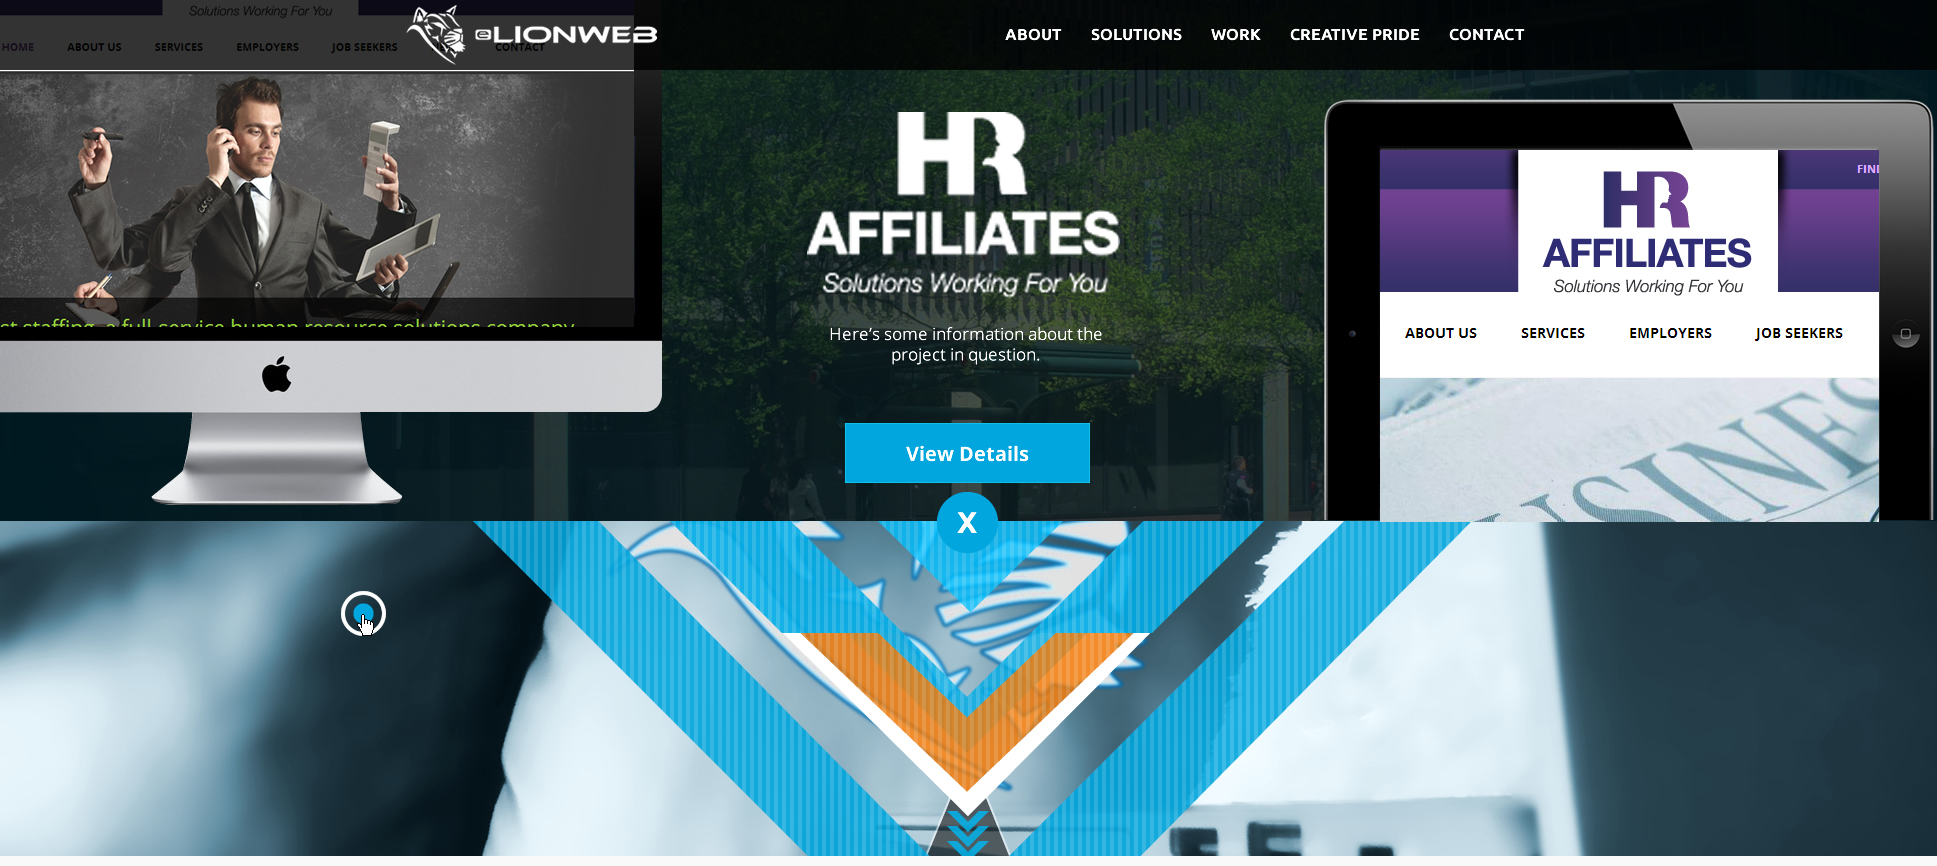 Solutions Working For You
HOME ABOUT US SERVICES EMPLOYERS JOB SEEKERS CONTACT
eLIONWEB
ABOUT SOLUTIONS WORK CREATIVE PRIDE CONTACT
st staffing, a full-service human resource solutions company
HR
AFFILIATES
Solutions Working For You
Here's some information about the
project in question.
View Details
X
FIND
HR
AFFILIATES
Solutions Working For You
ABOUT US SERVICES EMPLOYERS JOB SEEKERS
USINE